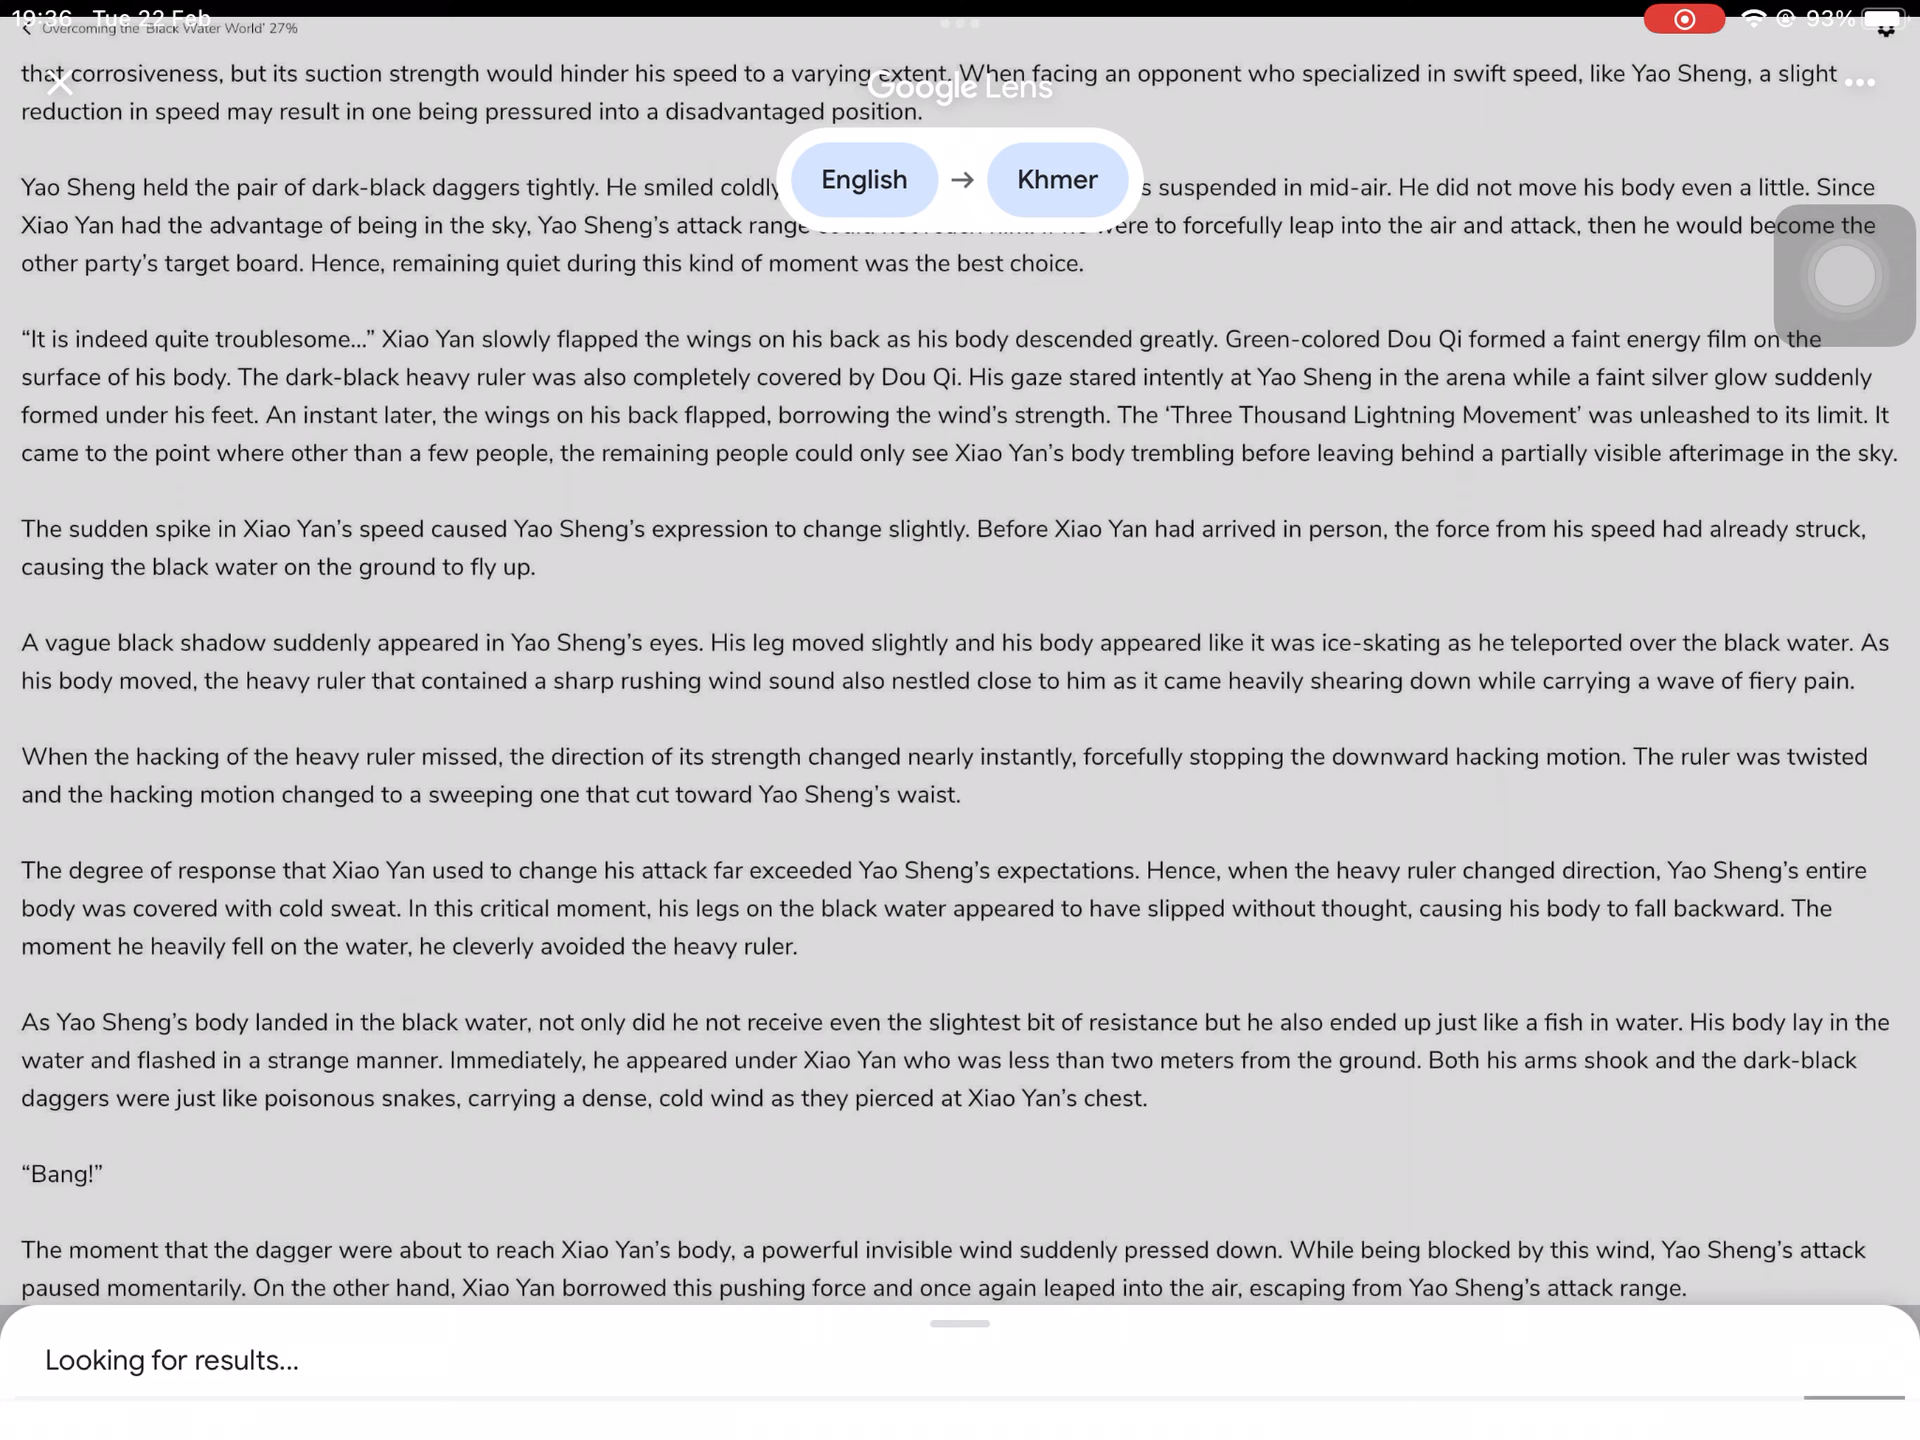 19:36 Tue 22 Feb 93%
Overcoming the 'Black Water World' 27%
that corrosiveness, but its suction strength would hinder his speed to a varying extent. When facing an opponent who specialized in swift speed, like Yao Sheng, a slight
Google Lens
reduction in speed may result in one being pressured into a disadvantaged position.
English → Khmer
Yao Sheng held the pair of dark-black daggers tightly. He smiled coldly s suspended in mid-air. He did not move his body even a little. Since
Xiao Yan had the advantage of being in the sky, Yao Sheng’s attack range were to forcefully leap into the air and attack, then he would become the
other party’s target board. Hence, remaining quiet during this kind of moment was the best choice.
“It is indeed quite troublesome...” Xiao Yan slowly flapped the wings on his back as his body descended greatly. Green-colored Dou Qi formed a faint energy film on the
surface of his body. The dark-black heavy ruler was also completely covered by Dou Qi. His gaze stared intently at Yao Sheng in the arena while a faint silver glow suddenly
formed under his feet. An instant later, the wings on his back flapped, borrowing the wind’s strength. The ‘Three Thousand Lightning Movement’ was unleashed to its limit. It
came to the point where other than a few people, the remaining people could only see Xiao Yan’s body trembling before leaving behind a partially visible afterimage in the sky.
The sudden spike in Xiao Yan’s speed caused Yao Sheng’s expression to change slightly. Before Xiao Yan had arrived in person, the force from his speed had already struck,
causing the black water on the ground to fly up.
A vague black shadow suddenly appeared in Yao Sheng’s eyes. His leg moved slightly and his body appeared like it was ice-skating as he teleported over the black water. As
his body moved, the heavy ruler that contained a sharp rushing wind sound also nestled close to him as it came heavily shearing down while carrying a wave of fiery pain.
When the hacking of the heavy ruler missed, the direction of its strength changed nearly instantly, forcefully stopping the downward hacking motion. The ruler was twisted
and the hacking motion changed to a sweeping one that cut toward Yao Sheng’s waist.
The degree of response that Xiao Yan used to change his attack far exceeded Yao Sheng’s expectations. Hence, when the heavy ruler changed direction, Yao Sheng’s entire
body was covered with cold sweat. In this critical moment, his legs on the black water appeared to have slipped without thought, causing his body to fall backward. The
moment he heavily fell on the water, he cleverly avoided the heavy ruler.
As Yao Sheng’s body landed in the black water, not only did he not receive even the slightest bit of resistance but he also ended up just like a fish in water. His body lay in the
water and flashed in a strange manner. Immediately, he appeared under Xiao Yan who was less than two meters from the ground. Both his arms shook and the dark-black
daggers were just like poisonous snakes, carrying a dense, cold wind as they pierced at Xiao Yan’s chest.
“Bang!”
The moment that the dagger were about to reach Xiao Yan’s body, a powerful invisible wind suddenly pressed down. While being blocked by this wind, Yao Sheng’s attack
paused momentarily. On the other hand, Xiao Yan borrowed this pushing force and once again leaped into the air, escaping from Yao Sheng’s attack range.
Looking for results...